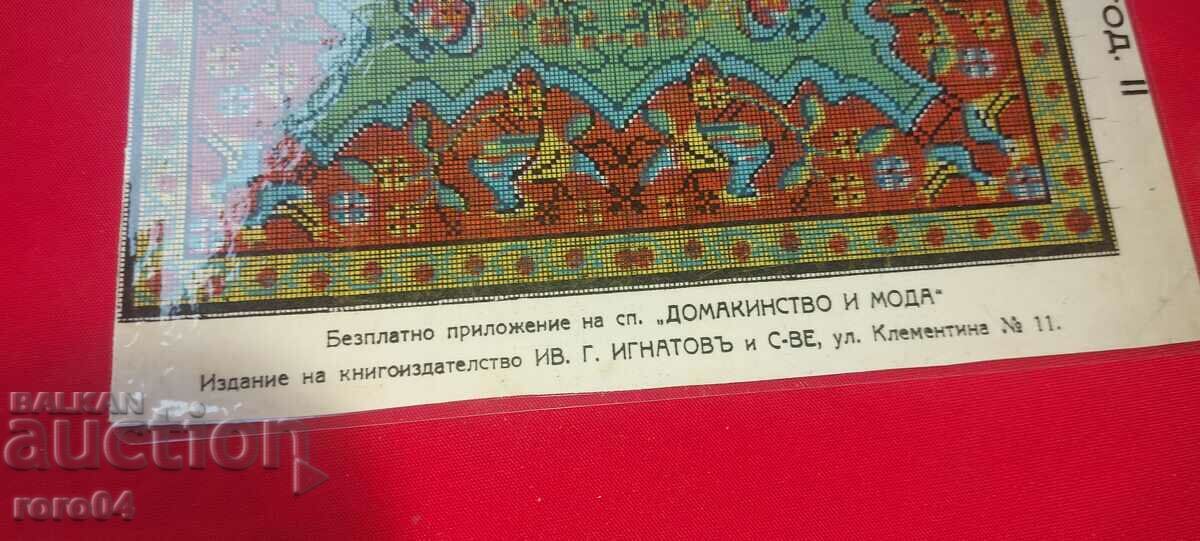 ГОД. II
Безплатно приложение на сп. „ДОМАКИНСТВО И МОДА“
Издание на книгоиздателство ИВ. Г. ИГНАТОВЪ и С-ВЕ, ул. Клементина № 11.
BALKAN
auction
roro04